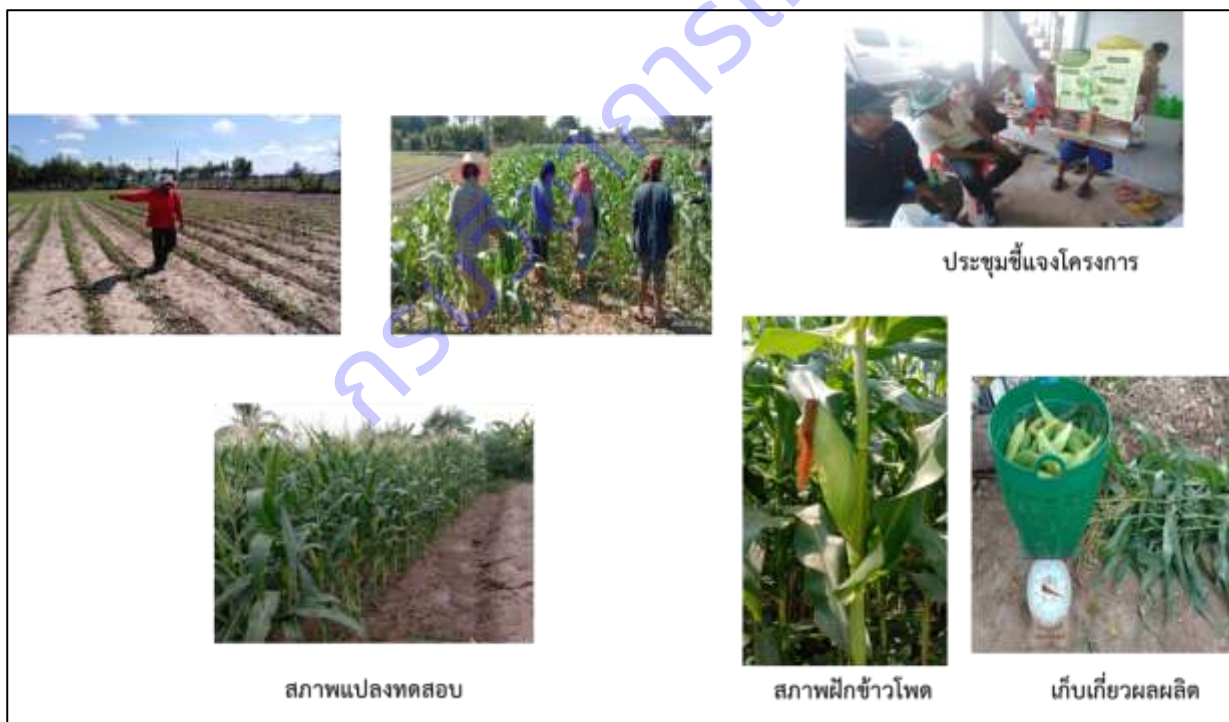 ประชุมชี้แจงโครงการ
สภาพแปลงทดสอบ
สภาพฝักข้าวโพด
เก็บเกี่ยวผลผลิต